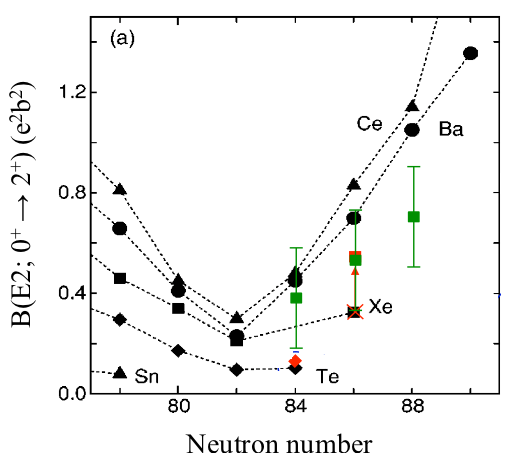 (a)
1.2
0.8
0.4
0.0
Ce
Ba
Xe
Sn
Te
80
84
88
B(E2; 0⁺ → 2⁺) (e²b²)
Neutron number